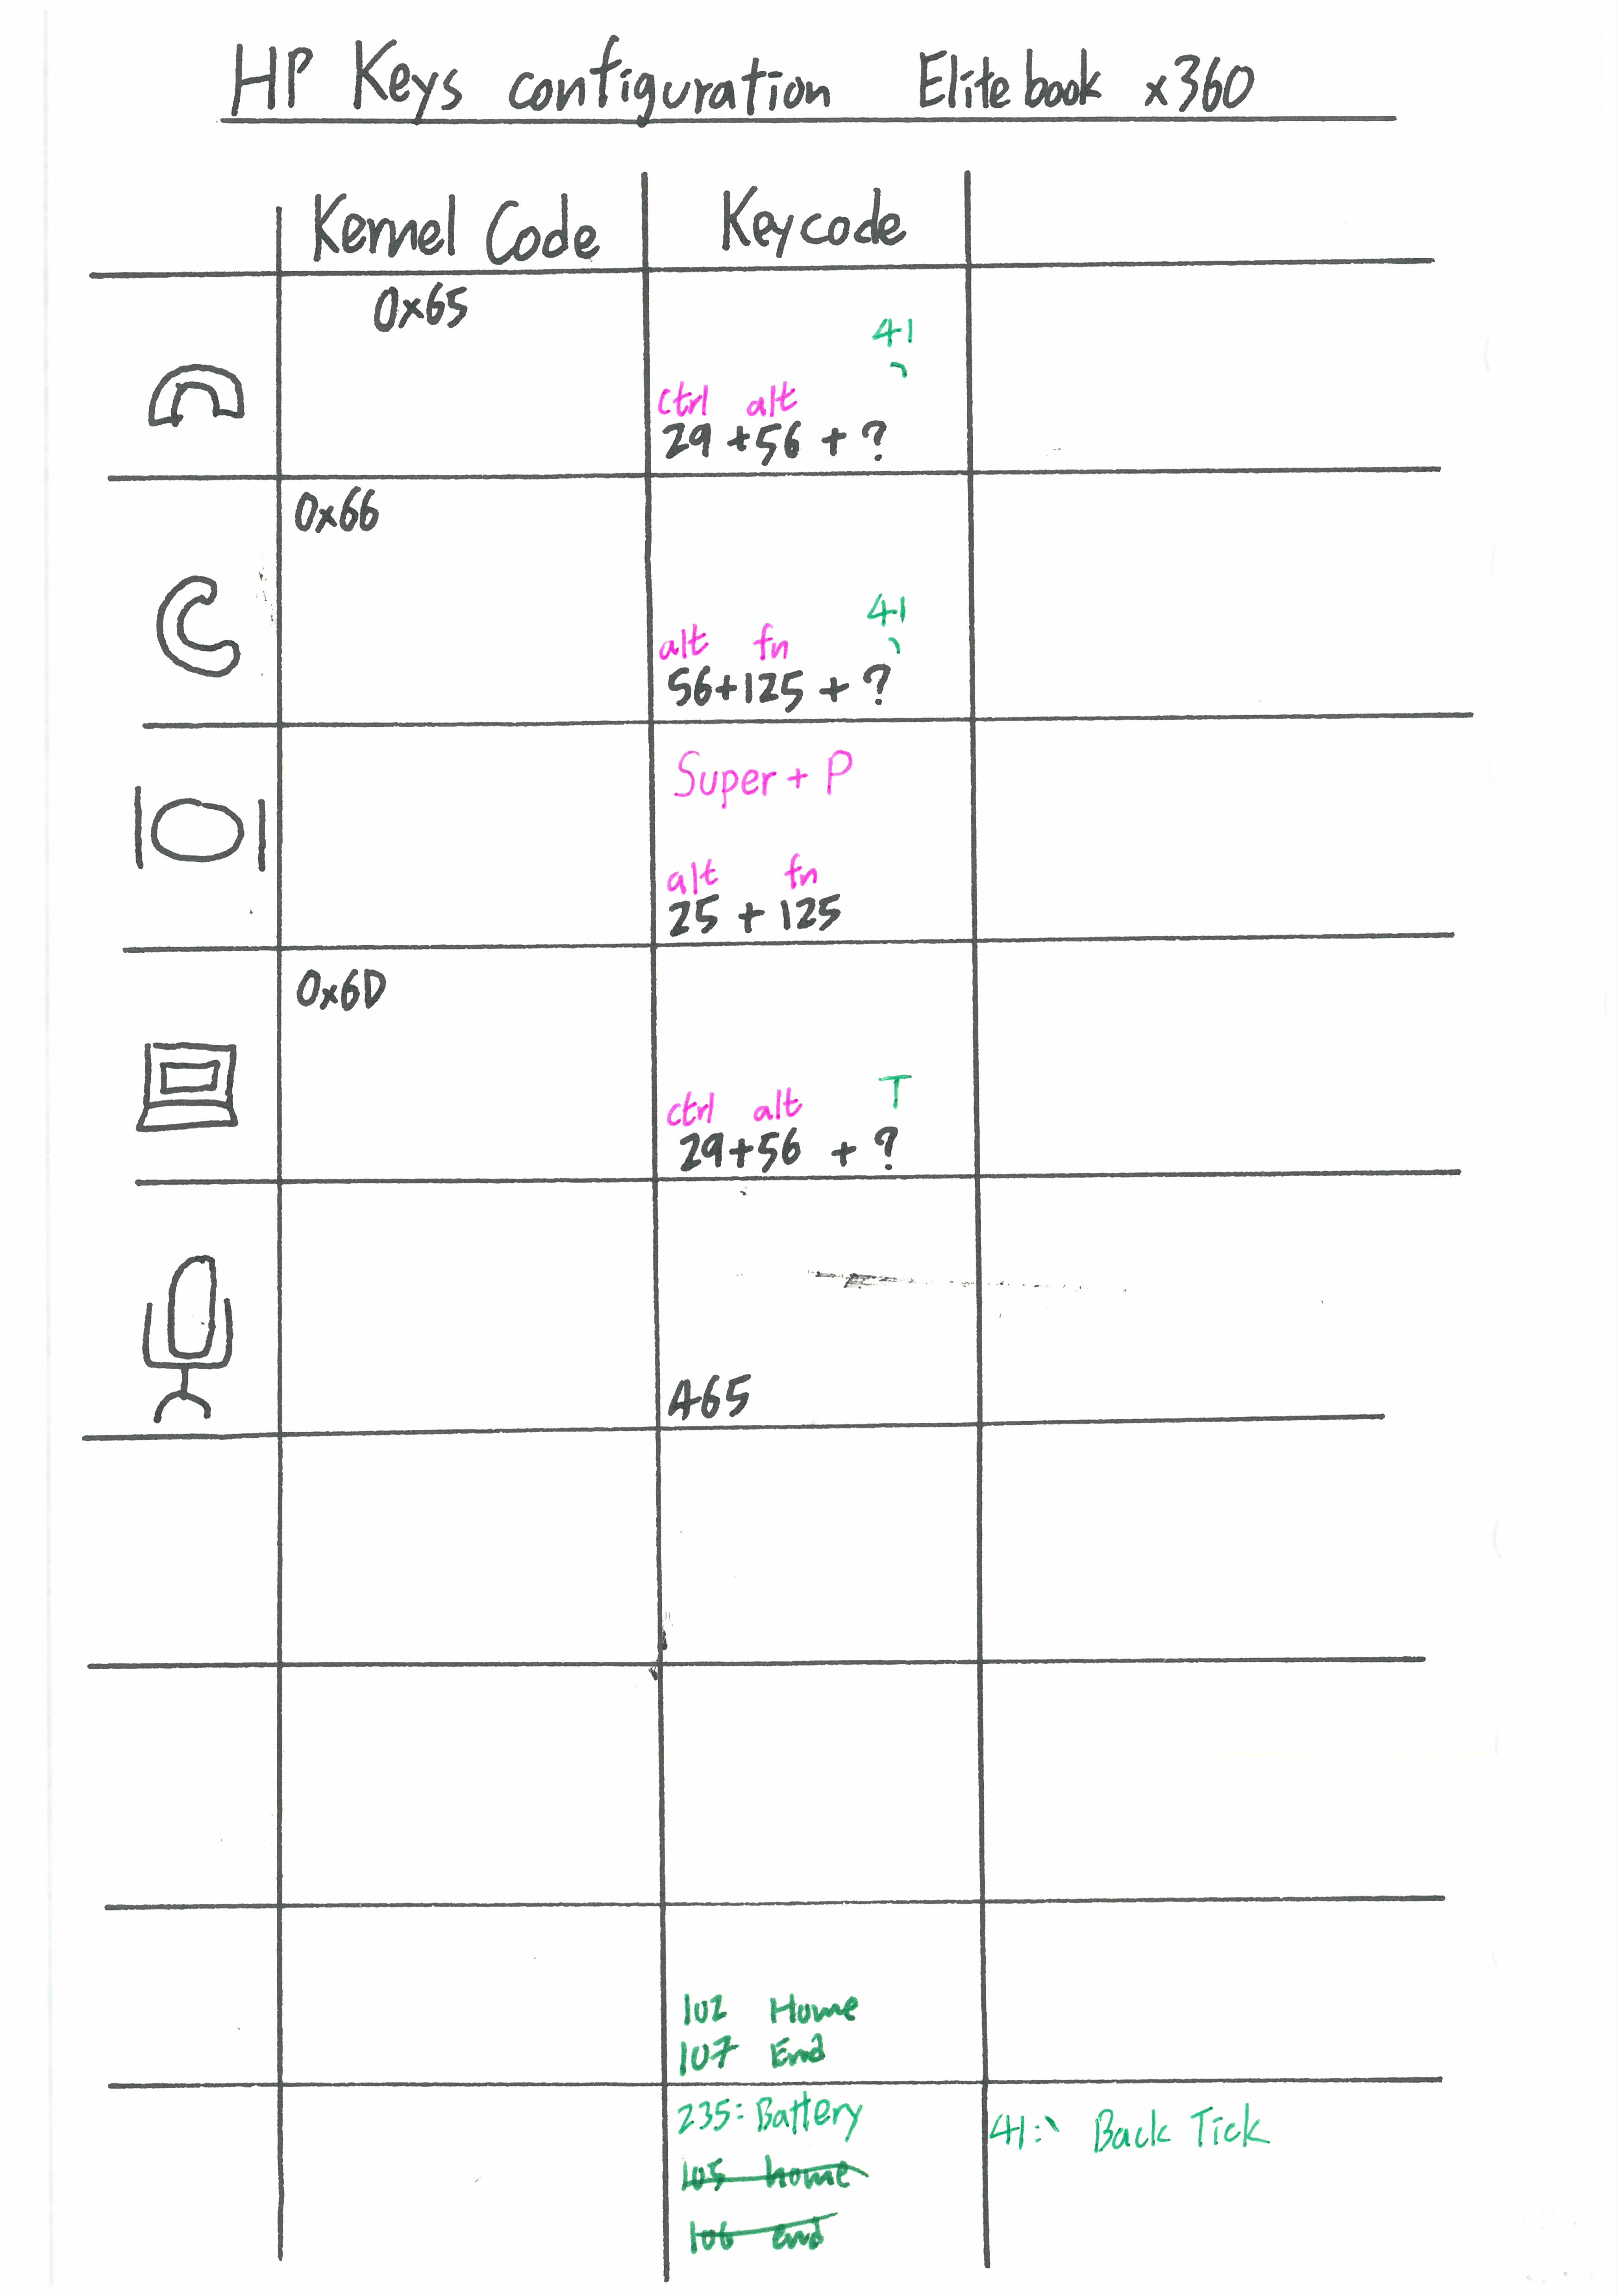 HP Keys configuration Elitebook x360
Kernel Code Keycode
0x65
41
`
ctrl alt
29+56+?
0x66
41
`
alt fn
56+125+?
Super + P
alt fn
25+125
0x6D
T
ctrl alt
29+56+?
465
102 Home
107 End
235: Battery
41:` Back Tick
105 home
106 End